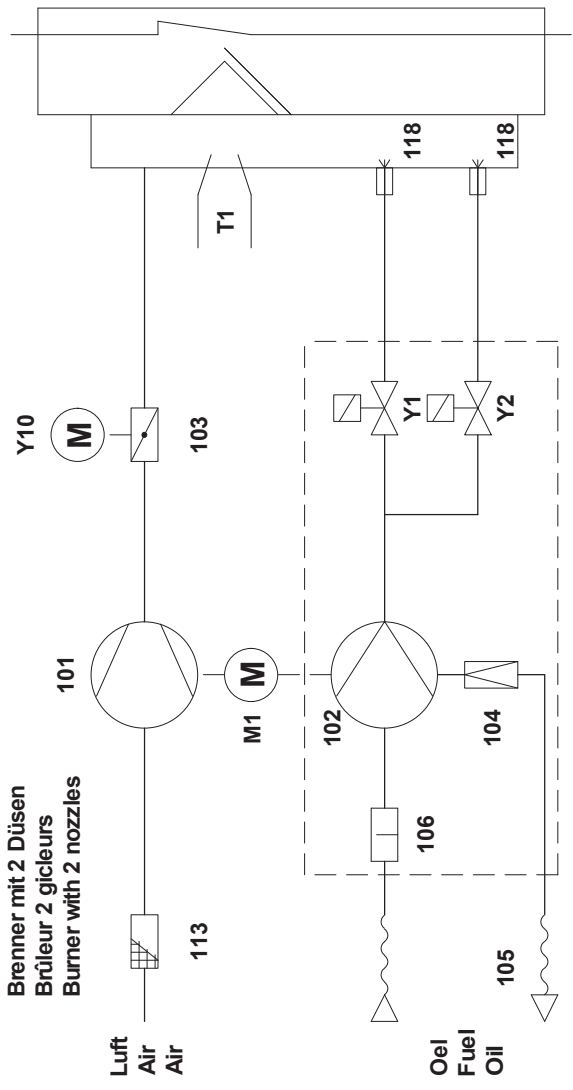 Brenner mit 2 Düsen
Brûleur 2 gicleurs
Burner with 2 nozzles
Luft
Air
Air
113
101
Y10
M
103
T1
M1
M
118
118
Oel
Fuel
Oil
106
102
Y1
Y2
104
105